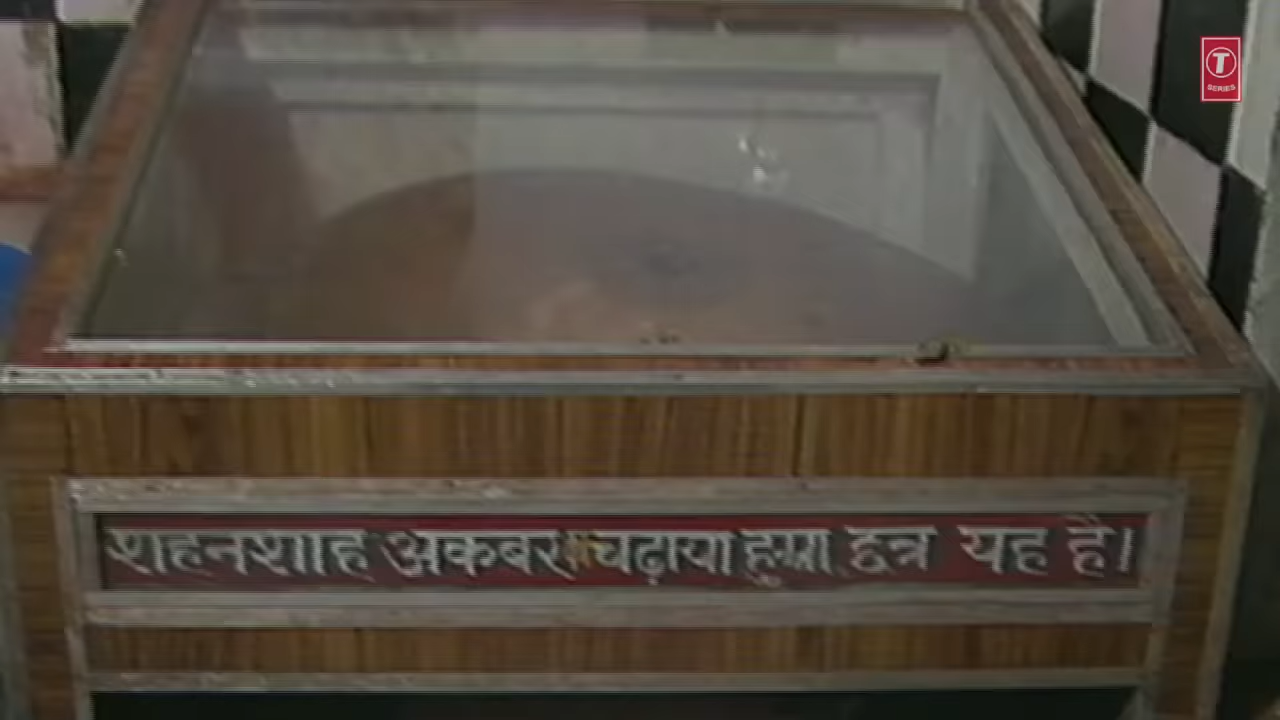 T
SERIES
शहनशाह अकबर चढ़ाया हुआ छत्र यह है।